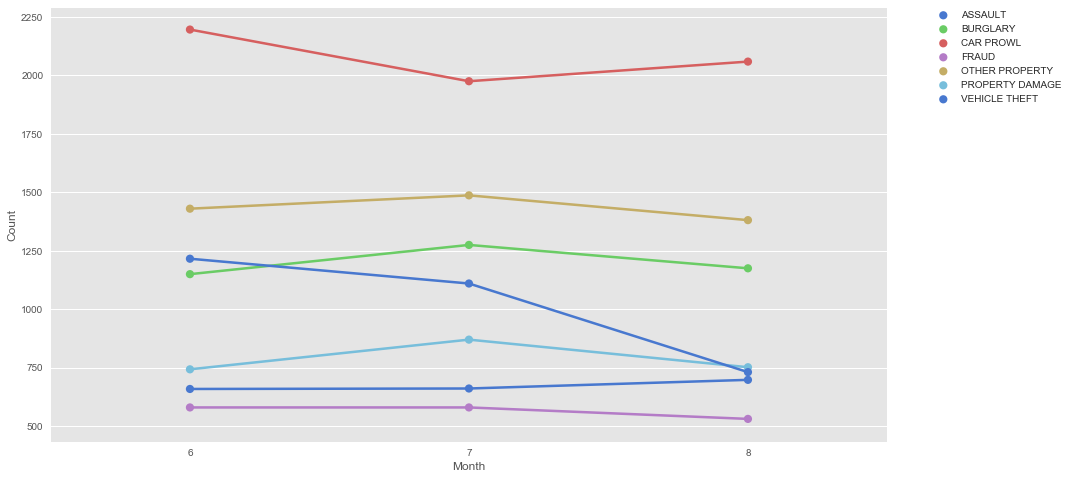 2250
2000
1750
1500
1250
1000
750
500
Count
6
7
8
Month
ASSAULT
BURGLARY
CAR PROWL
FRAUD
OTHER PROPERTY
PROPERTY DAMAGE
VEHICLE THEFT